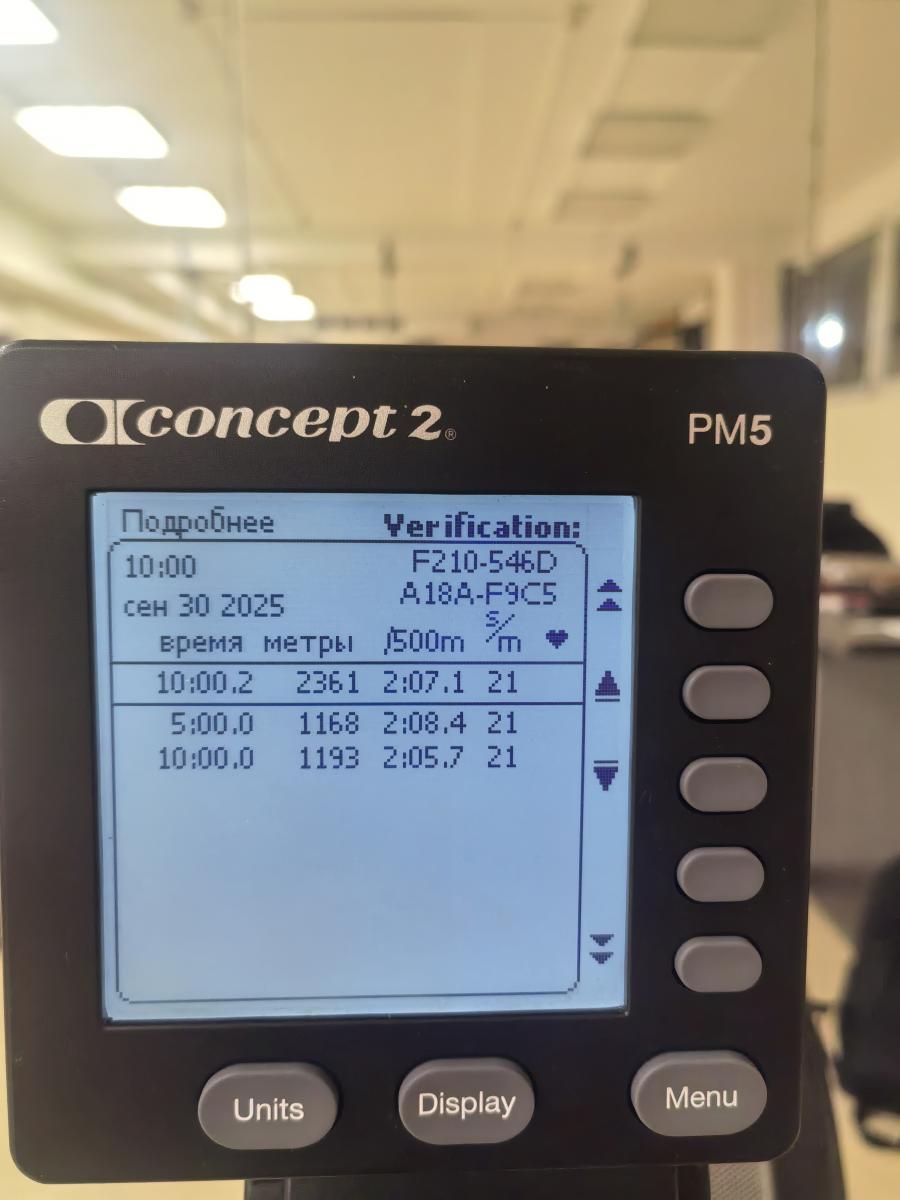 concept 2® PM5
Подробнее Verification:
10:00 F210-546D
сен 30 2025 A18A-F9C5
время метры /500m s/m ♥
10:00.2 2361 2:07.1 21
5:00.0 1168 2:08.4 21
10:00.0 1193 2:05.7 21
Units Display Menu